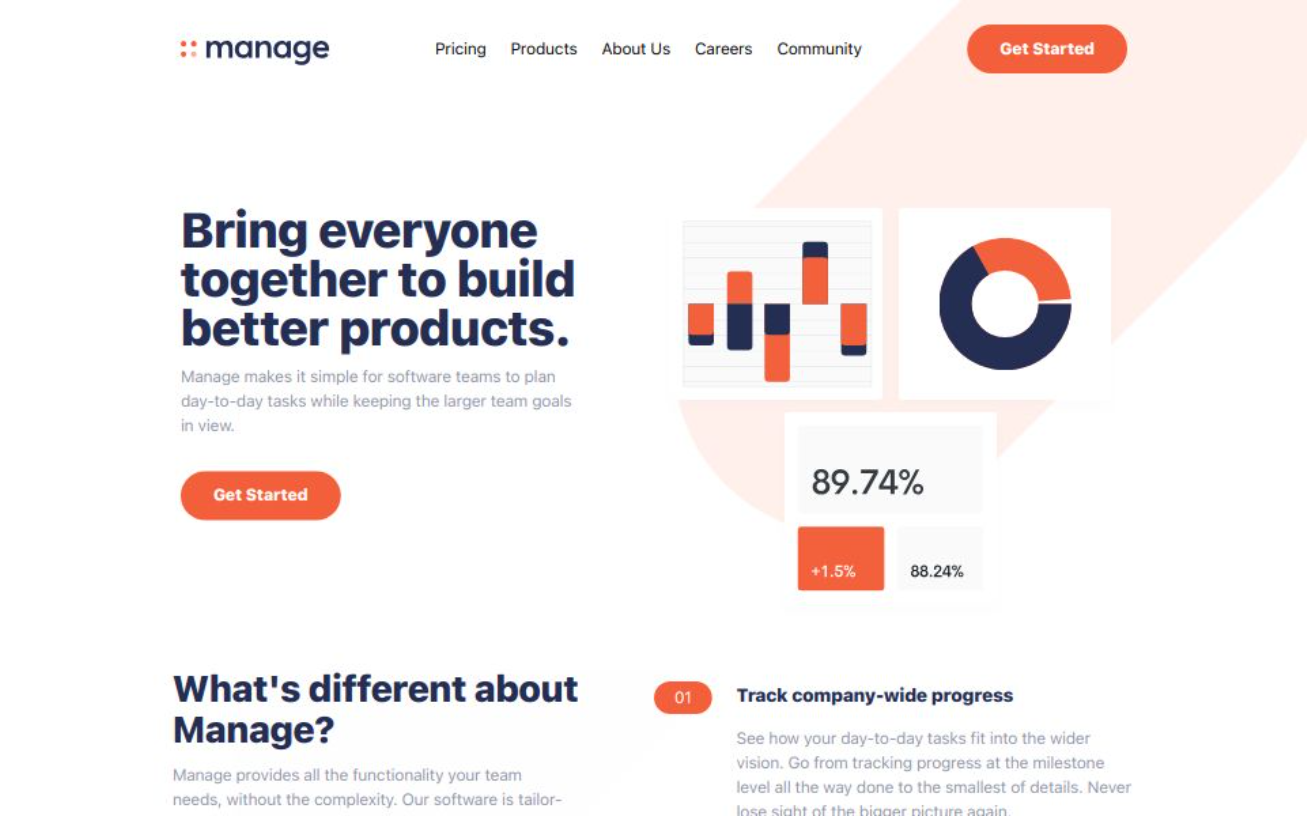 manage
Pricing Products About Us Careers Community
Get Started
Bring everyone
together to build
better products.
Manage makes it simple for software teams to plan
day-to-day tasks while keeping the larger team goals
in view.
Get Started
89.74%
+1.5%
88.24%
What's different about
Manage?
Manage provides all the functionality your team
needs, without the complexity. Our software is tailor-
01
Track company-wide progress
See how your day-to-day tasks fit into the wider
vision. Go from tracking progress at the milestone
level all the way done to the smallest of details. Never
lose sight of the bigger picture again.